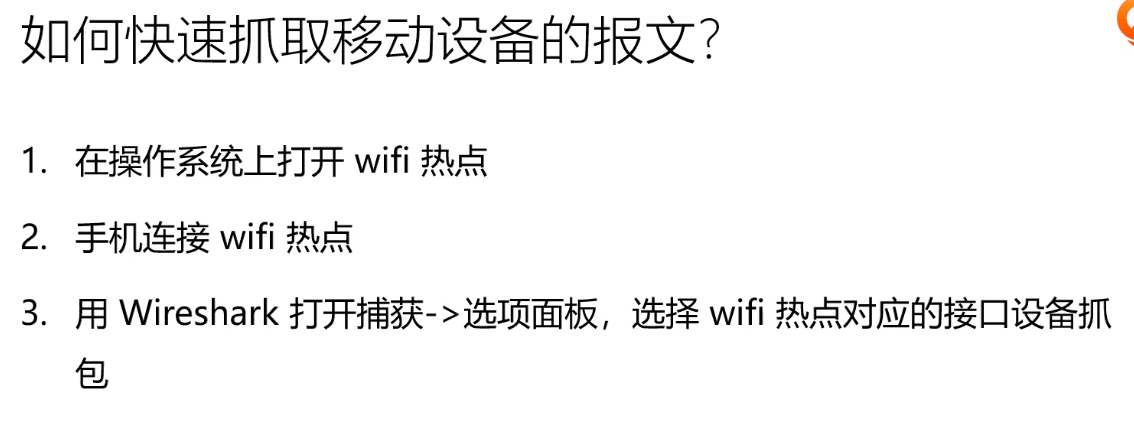 如何快速抓取移动设备的报文？
1. 在操作系统上打开 wifi 热点
2. 手机连接 wifi 热点
3. 用 Wireshark 打开捕获->选项面板，选择 wifi 热点对应的接口设备抓
包